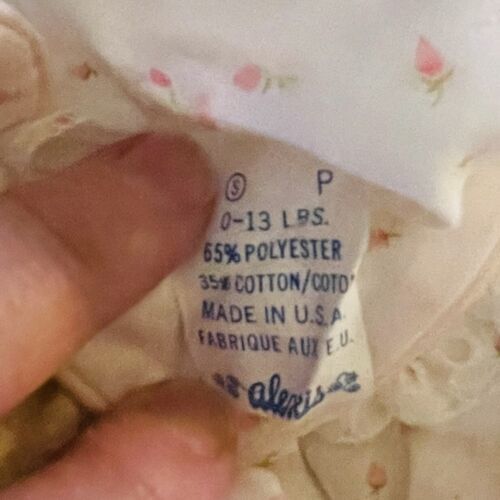 Ⓢ P
0-13 LBS.
65% POLYESTER
35% COTTON/COTO
MADE IN U.S.A.
FABRIQUE AUX E.U.
alexis